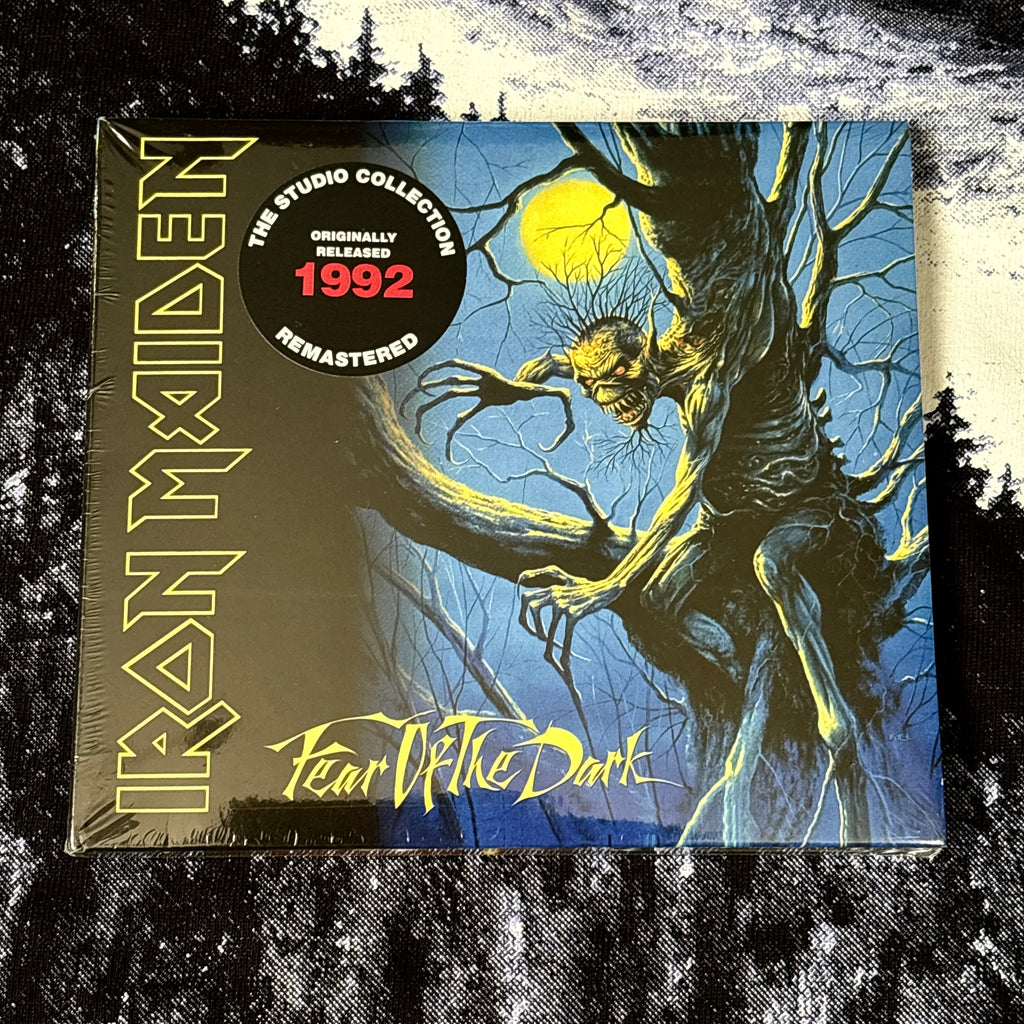 IRON MAIDEN
THE STUDIO COLLECTION
ORIGINALLY
RELEASED
1992
REMASTERED
Fear Of The Dark